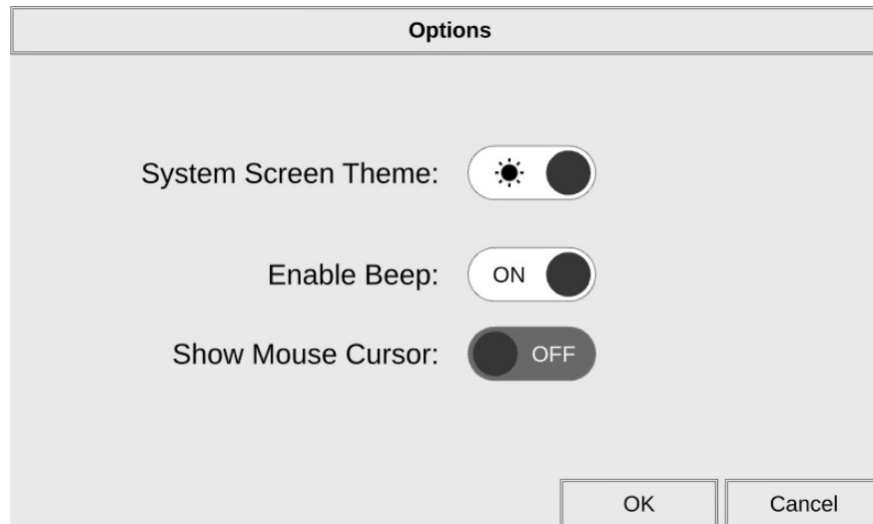 Options
System Screen Theme:
Enable Beep: ON
Show Mouse Cursor: OFF
OK Cancel